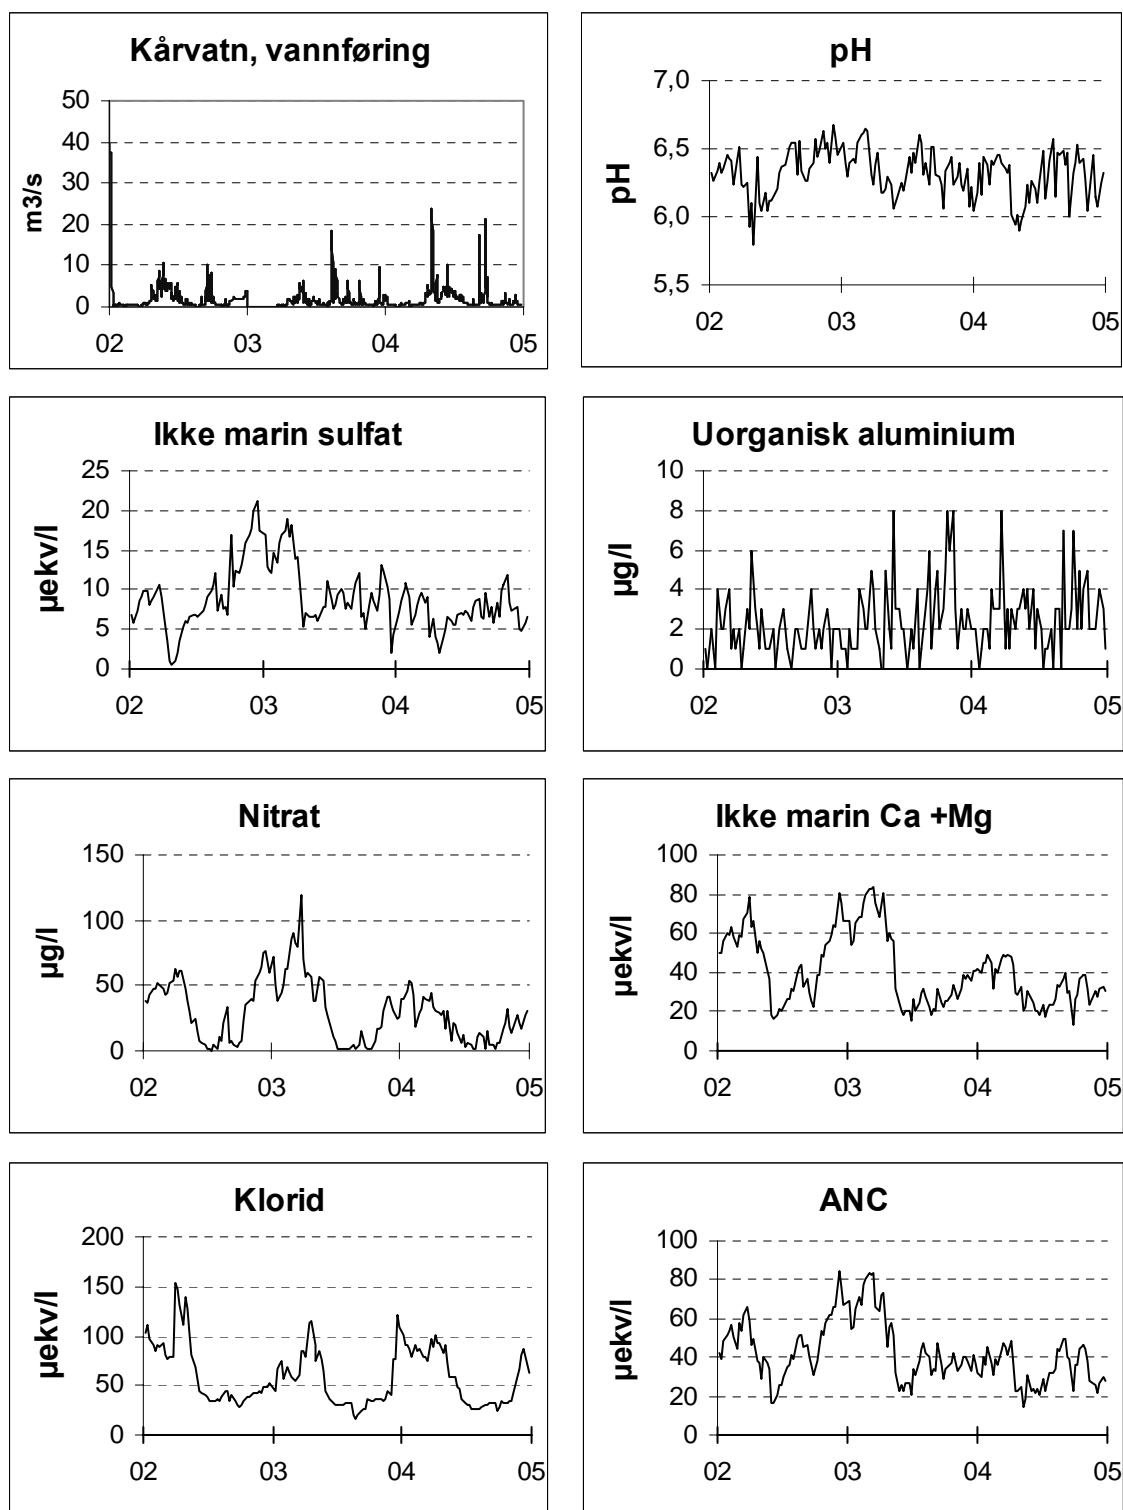 Kårvatn, vannføring
m3/s
50
40
30
20
10
0
02 03 04 05
pH
pH
7,0
6,5
6,0
5,5
02 03 04 05
Ikke marin sulfat
µekv/l
25
20
15
10
5
0
02 03 04 05
Uorganisk aluminium
µg/l
10
8
6
4
2
0
02 03 04 05
Nitrat
µg/l
150
100
50
0
02 03 04 05
Ikke marin Ca +Mg
µekv/l
100
80
60
40
20
0
02 03 04 05
Klorid
µekv/l
200
150
100
50
0
02 03 04 05
ANC
µekv/l
100
80
60
40
20
0
02 03 04 05